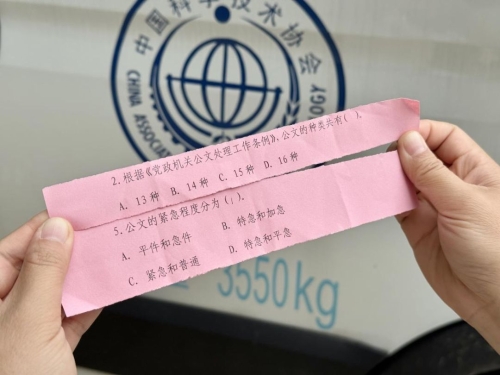 中国科学技术协会
CHINA ASSOC
OLOGY
2.根据《党政机关公文处理工作条例》、公文的种类共有( )。
A. 13种 B. 14种 C. 15种 D. 16种
5.公文的紧急程度分为( )。
A. 平件和急件 B. 特急和加急
C. 紧急和普通 D. 特急和平急
3550kg